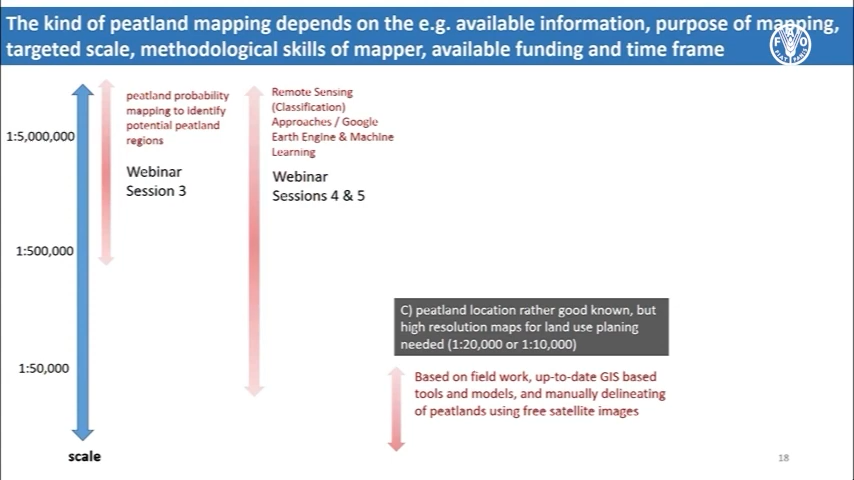 The kind of peatland mapping depends on the e.g. available information, purpose of mapping,
targeted scale, methodological skills of mapper, available funding and time frame
F A O
FIAT PANIS
1:5,000,000
peatland probability
mapping to identify
potential peatland
regions
Webinar
Session 3
Remote Sensing
(Classification)
Approaches / Google
Earth Engine & Machine
Learning
Webinar
Sessions 4 & 5
1:500,000
C) peatland location rather good known, but
high resolution maps for land use planing
needed (1:20,000 or 1:10,000)
1:50,000
Based on field work, up-to-date GIS based
tools and models, and manually delineating
of peatlands using free satellite images
scale
18